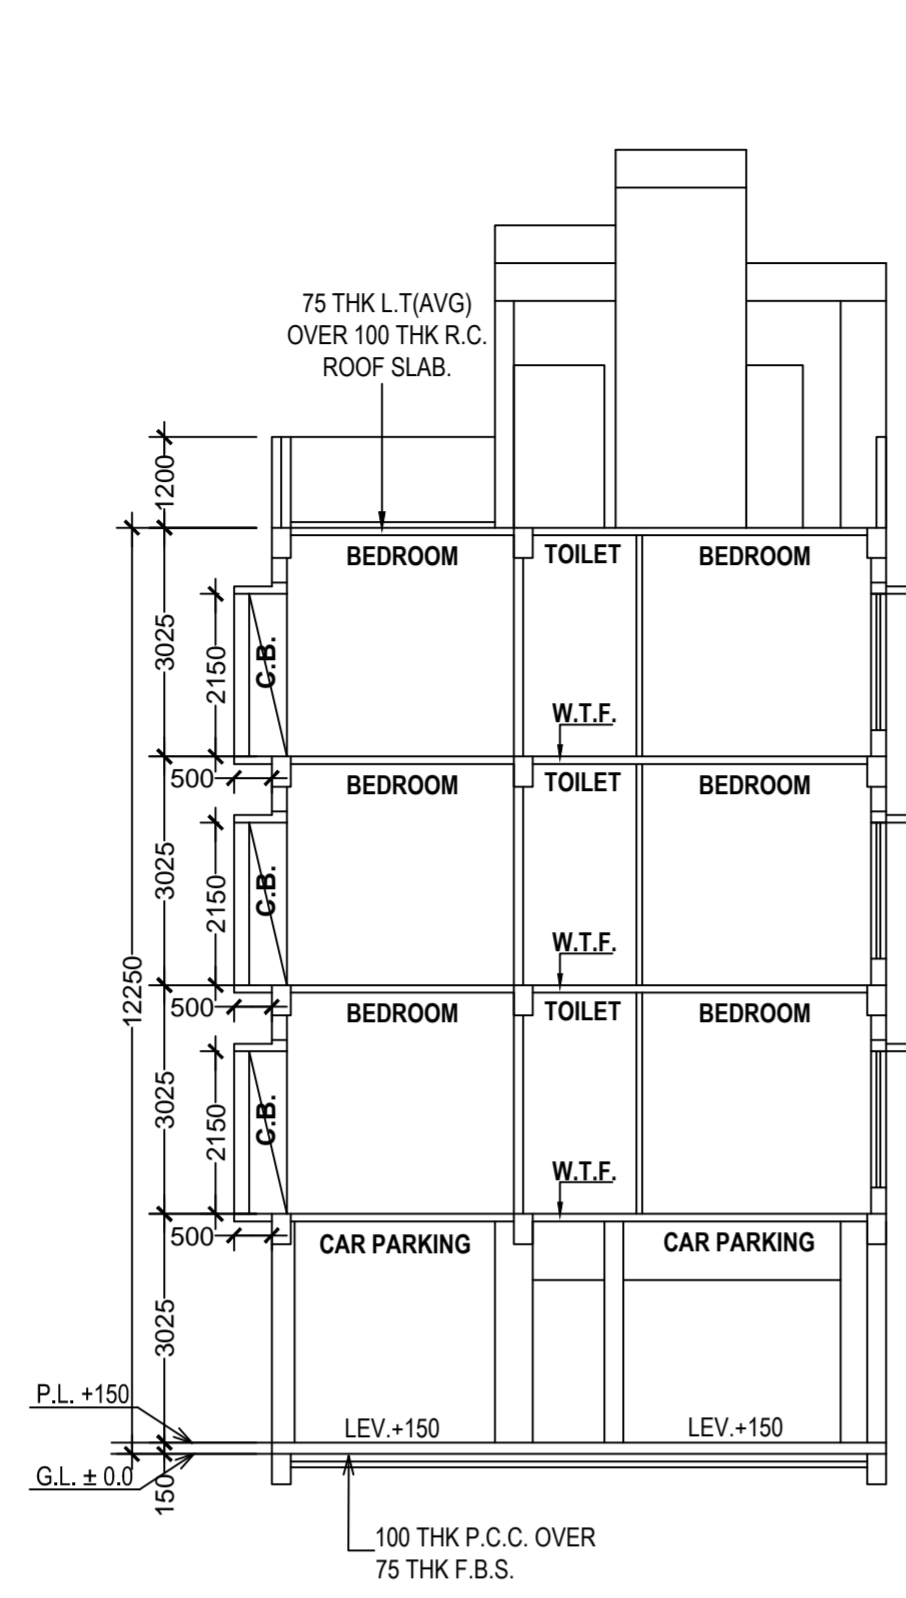 75 THK L.T(AVG)
OVER 100 THK R.C.
ROOF SLAB.
1200
BEDROOM
TOILET
BEDROOM
3025
2150
C.B.
W.T.F.
500
BEDROOM
TOILET
BEDROOM
3025
2150
C.B.
W.T.F.
12250
500
BEDROOM
TOILET
BEDROOM
3025
2150
C.B.
W.T.F.
500
CAR PARKING
CAR PARKING
3025
P.L. +150
LEV.+150
LEV.+150
G.L. ± 0.0
150
100 THK P.C.C. OVER
75 THK F.B.S.